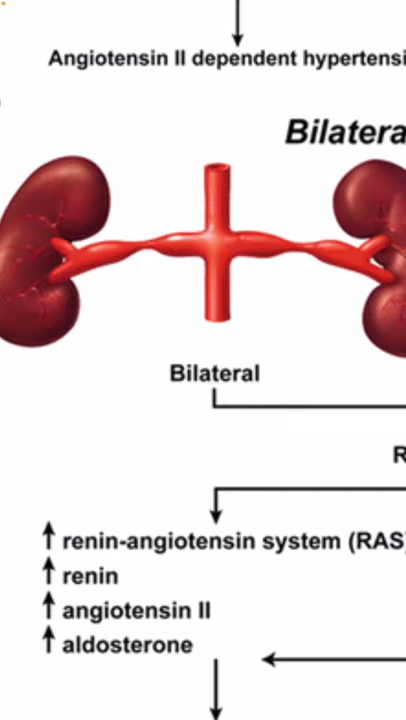 Angiotensin II dependent hypertensi
Bilatera
Bilateral
R
↑ renin-angiotensin system (RAS)
↑ renin
↑ angiotensin II
↑ aldosterone